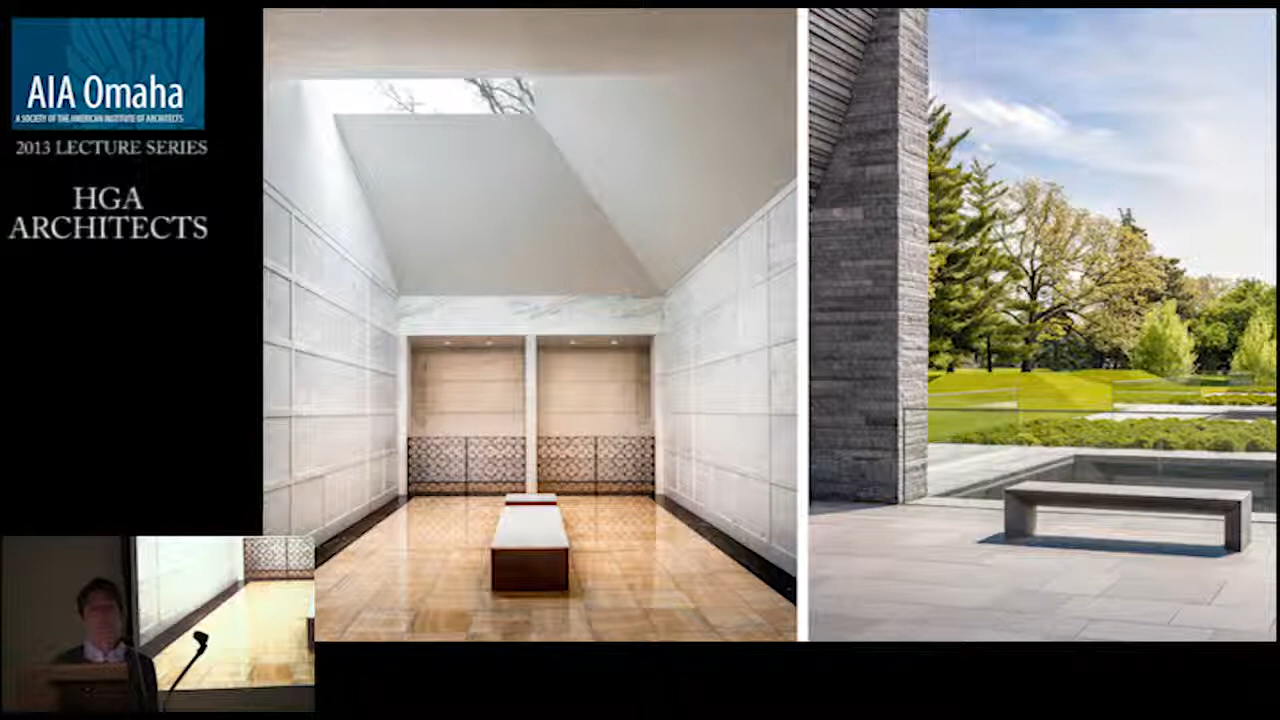 AIA Omaha
A SOCIETY OF THE AMERICAN INSTITUTE OF ARCHITECTS
2013 LECTURE SERIES
HGA
ARCHITECTS